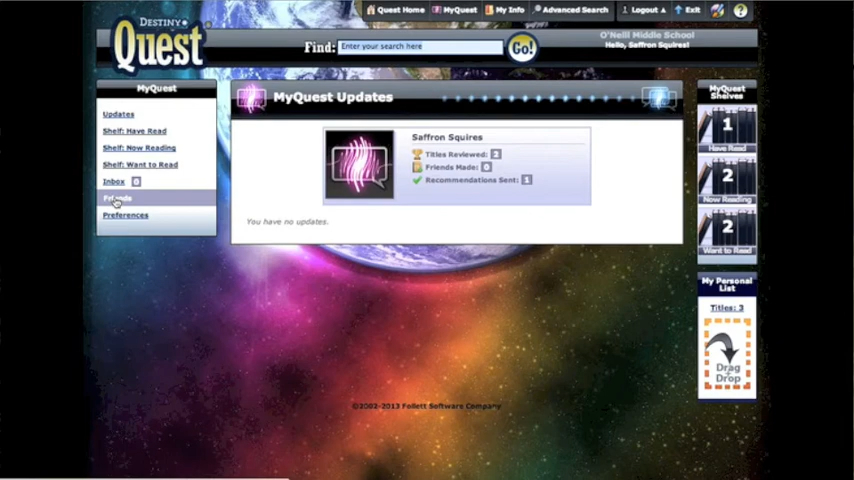 Quest Home
MyQuest
My Info
Advanced Search
Logout
Exit
?
DESTINY
Quest
Find:
Enter your search here
Go!
O'Neill Middle School
Hello, Saffron Squires!
MyQuest
Updates
Shelf: Have Read
Shelf: Now Reading
Shelf: Want to Read
Inbox 0
Friends
Preferences
MyQuest Updates
Saffron Squires
Titles Reviewed: 2
Friends Made: 0
Recommendations Sent: 1
You have no updates.
MyQuest
Shelves
1
Have Read
2
Now Reading
2
Want to Read
My Personal
List
Titles: 3
Drag
Drop
©2002-2013 Follett Software Company